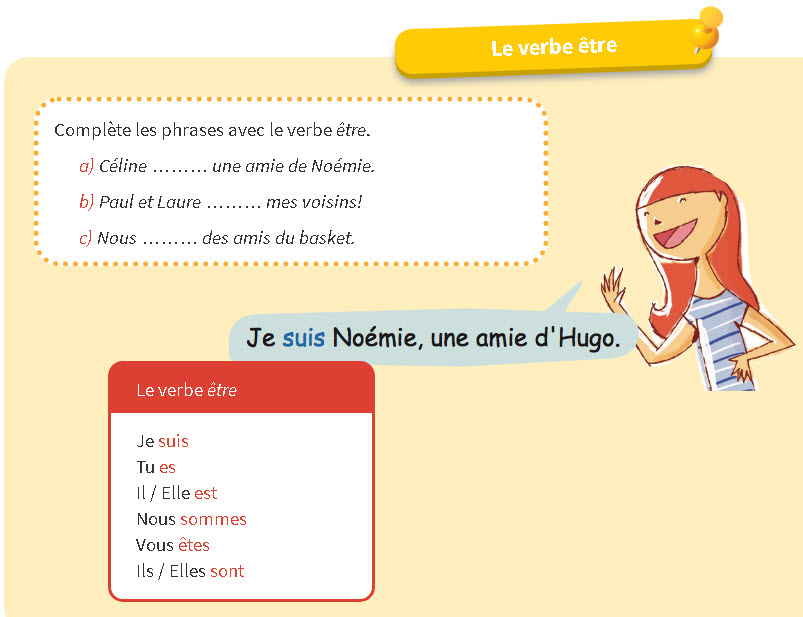 Le verbe être
Complète les phrases avec le verbe être.
a) Céline ……… une amie de Noémie.
b) Paul et Laure ……… mes voisins!
c) Nous ……… des amis du basket.
Je suis Noémie, une amie d'Hugo.
Le verbe être
Je suis
Tu es
Il / Elle est
Nous sommes
Vous êtes
Ils / Elles sont